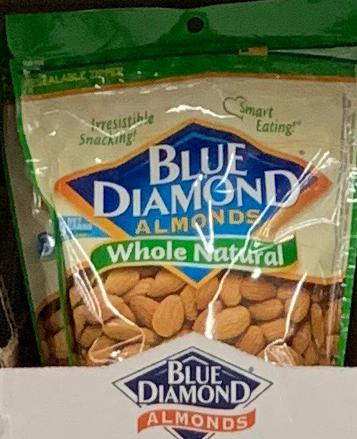 Irresistible
Snacking!
Smart
Eating!
BLUE
DIAMOND
ALMONDS
Whole Natural
BLUE
DIAMOND
ALMONDS